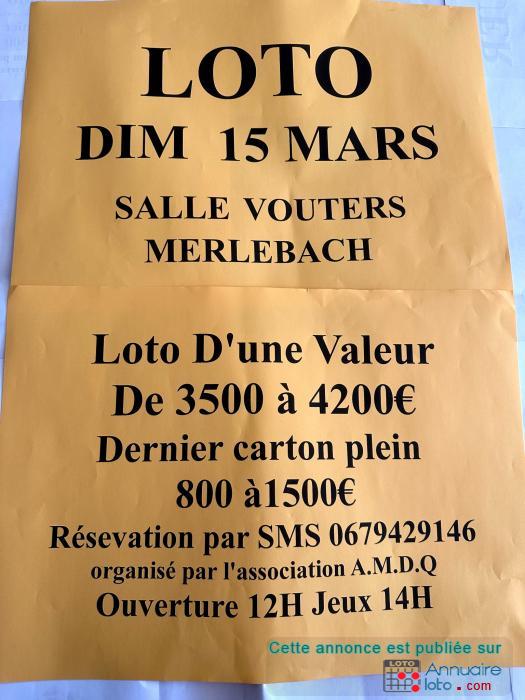 LOTO
DIM 15 MARS
SALLE VOUTERS
MERLEBACH
Loto D'une Valeur
De 3500 à 4200€
Dernier carton plein
800 à1500€
Résevation par SMS 0679429146
organisé par l'association A.M.D.Q
Ouverture 12H Jeux 14H
Cette annonce est publiée sur
LOTO Annuaire
loto.com